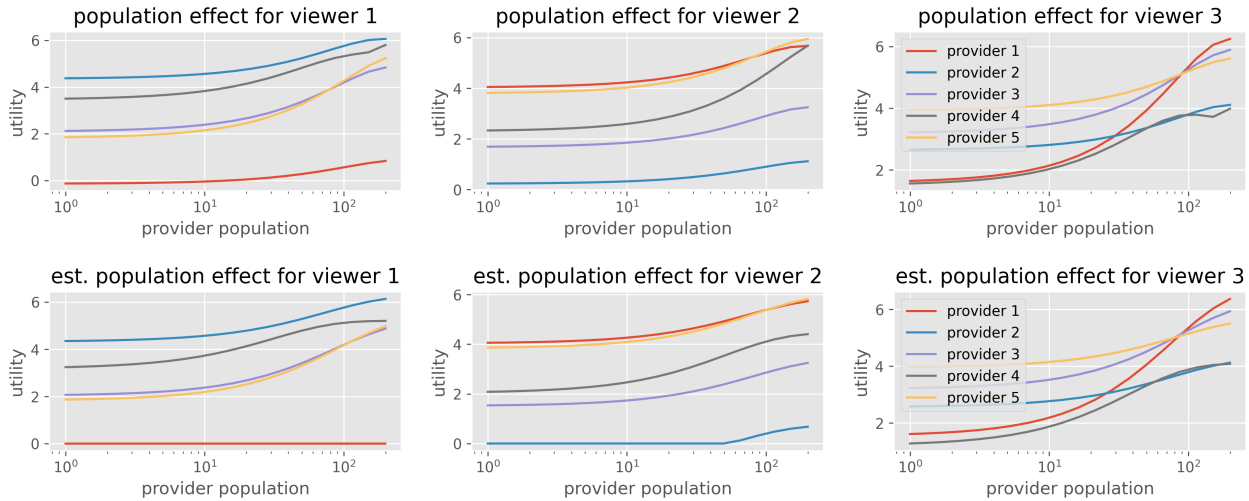 population effect for viewer 1
population effect for viewer 2
population effect for viewer 3
utility
6
4
2
0
10^0
10^1
10^2
provider population
utility
6
4
2
0
10^0
10^1
10^2
provider population
utility
6
4
2
provider 1
provider 2
provider 3
provider 4
provider 5
10^0
10^1
10^2
provider population
est. population effect for viewer 1
est. population effect for viewer 2
est. population effect for viewer 3
utility
6
4
2
0
10^0
10^1
10^2
provider population
utility
6
4
2
0
10^0
10^1
10^2
provider population
utility
6
4
2
provider 1
provider 2
provider 3
provider 4
provider 5
10^0
10^1
10^2
provider population